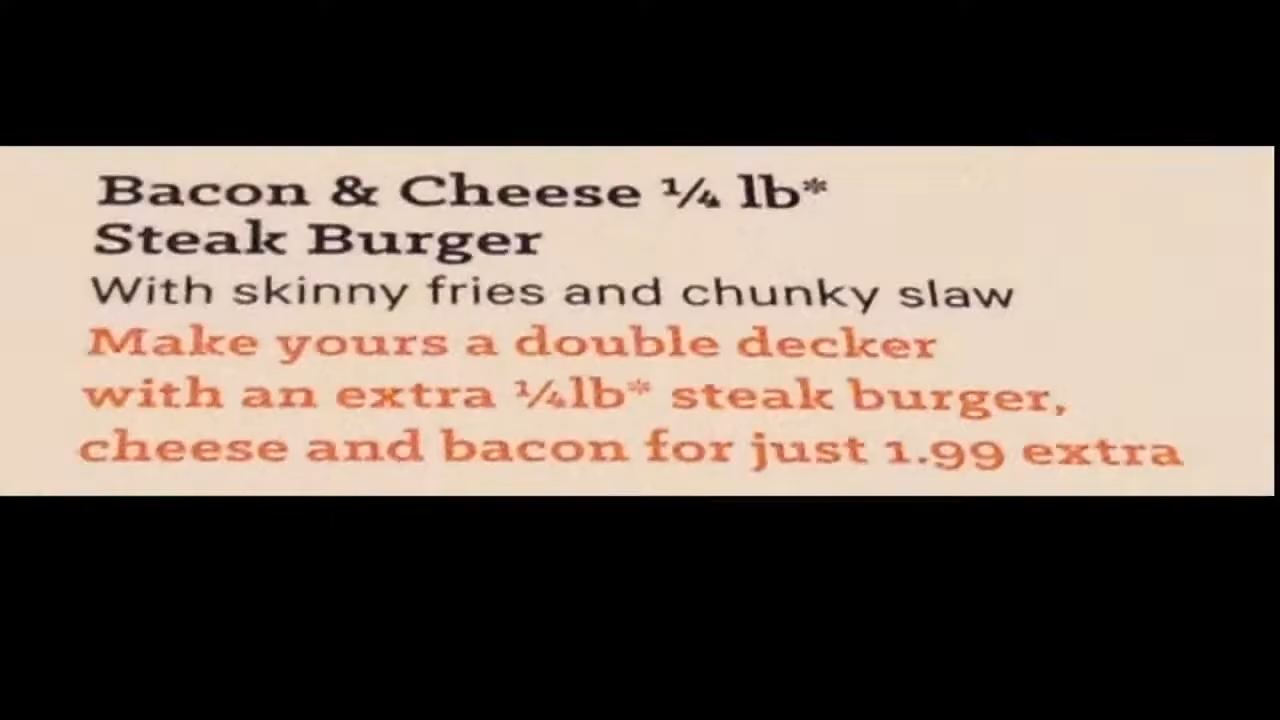 Bacon & Cheese ¼ lb*
Steak Burger
With skinny fries and chunky slaw
Make yours a double decker
with an extra ¼lb* steak burger,
cheese and bacon for just 1.99 extra